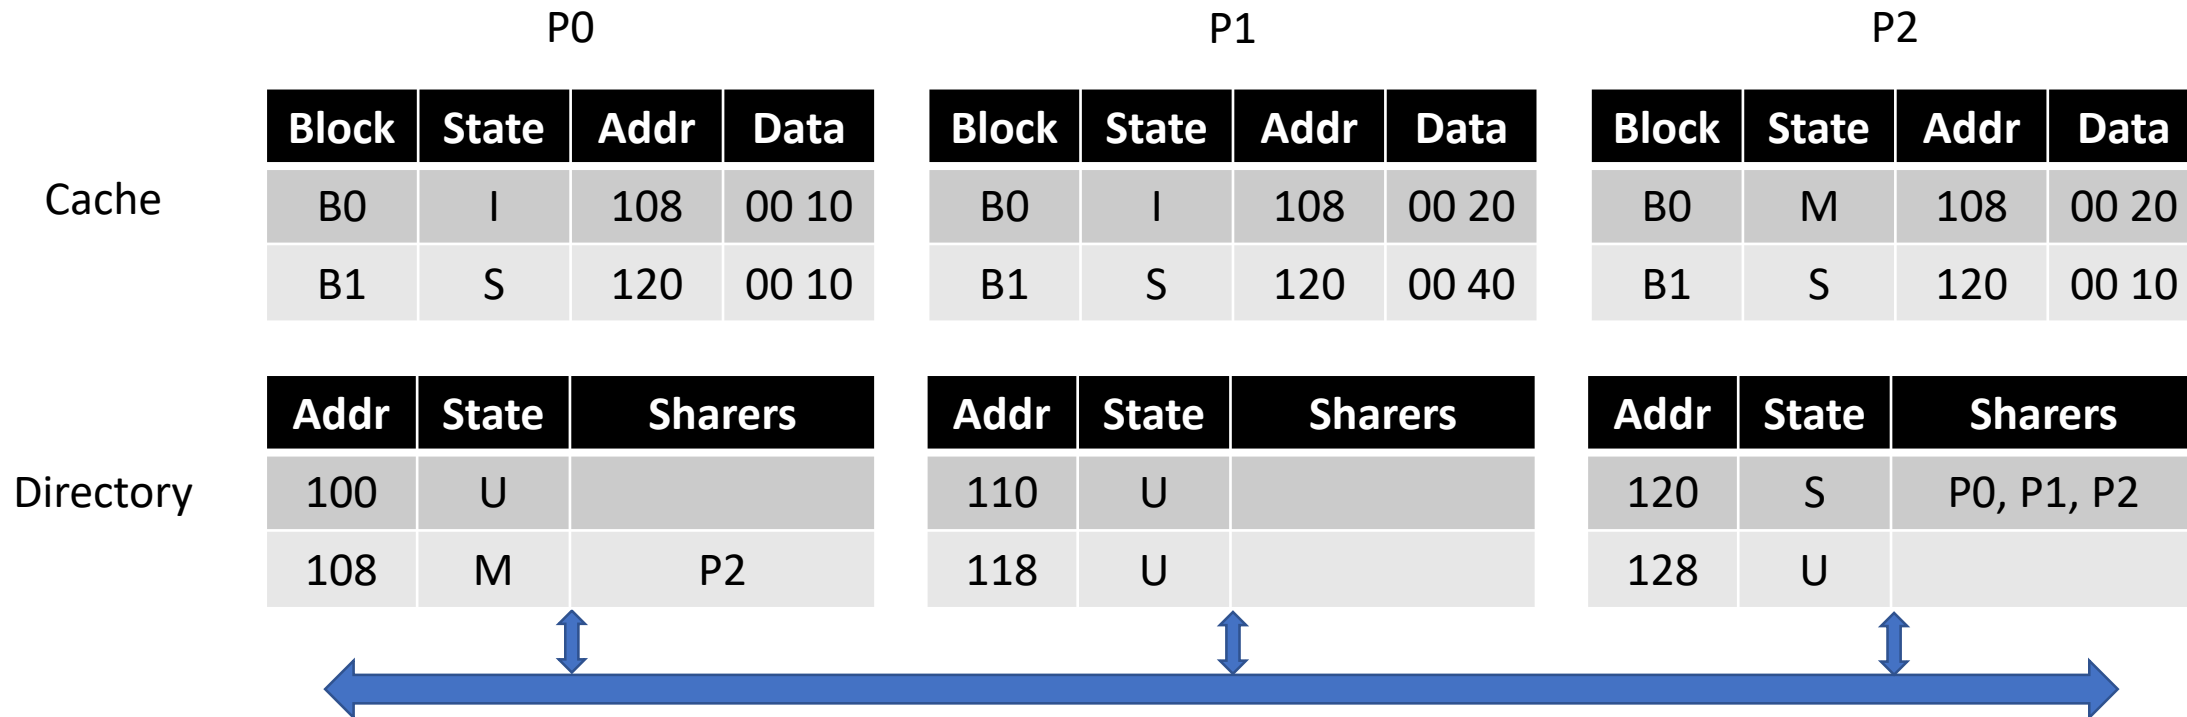 P0 P1 P2
Block State Addr Data Block State Addr Data Block State Addr Data
Cache
B0 I 108 00 10 B0 I 108 00 20 B0 M 108 00 20
B1 S 120 00 10 B1 S 120 00 40 B1 S 120 00 10
Addr State Sharers Addr State Sharers Addr State Sharers
Directory
100 U 110 U 120 S P0, P1, P2
108 M P2 118 U 128 U